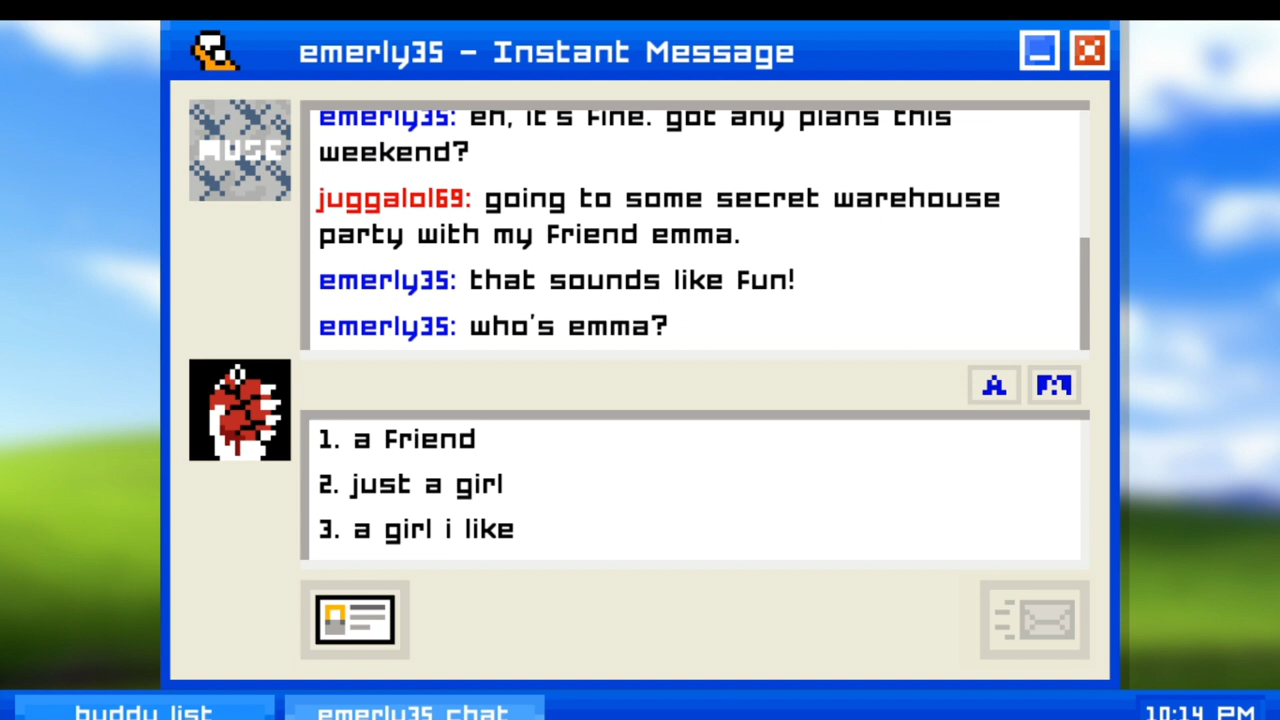 emerly35 - Instant Message
MUSE
emerly35: eh, it's fine. got any plans this
weekend?
juggalol69: going to some secret warehouse
party with my friend emma.
emerly35: that sounds like fun!
emerly35: who's emma?
A M
1. a friend
2. just a girl
3. a girl i like
buddy list
emerly35 chat
10:14 PM